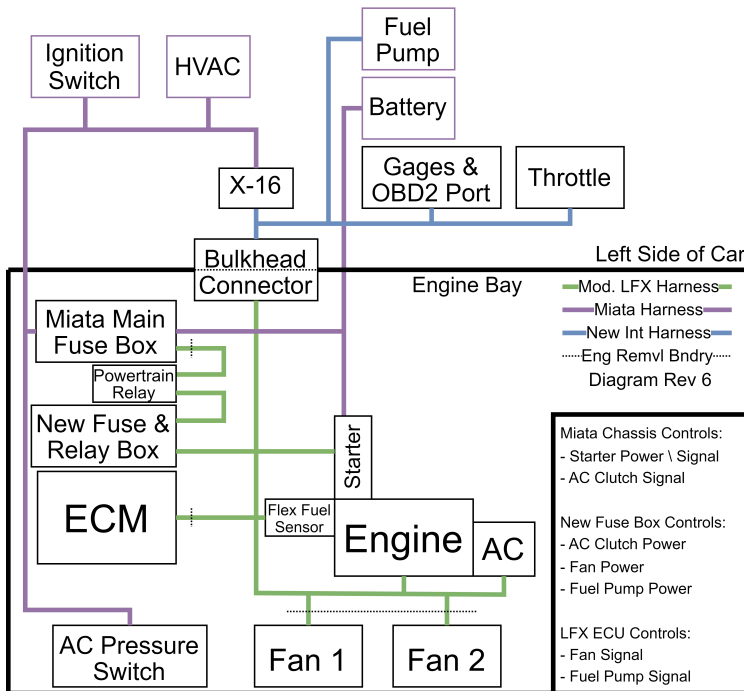 Ignition
Switch
HVAC
Fuel
Pump
Battery
X-16
Gages &
OBD2 Port
Throttle
Bulkhead
Connector
Left Side of Car
Engine Bay
Mod. LFX Harness
Miata Harness
New Int Harness
Eng Remvl Bndry
Diagram Rev 6
Miata Main
Fuse Box
Powertrain
Relay
New Fuse &
Relay Box
Starter
ECM
Flex Fuel
Sensor
Engine
AC
AC Pressure
Switch
Fan 1
Fan 2
Miata Chassis Controls:
- Starter Power \ Signal
- AC Clutch Signal
New Fuse Box Controls:
- AC Clutch Power
- Fan Power
- Fuel Pump Power
LFX ECU Controls:
- Fan Signal
- Fuel Pump Signal